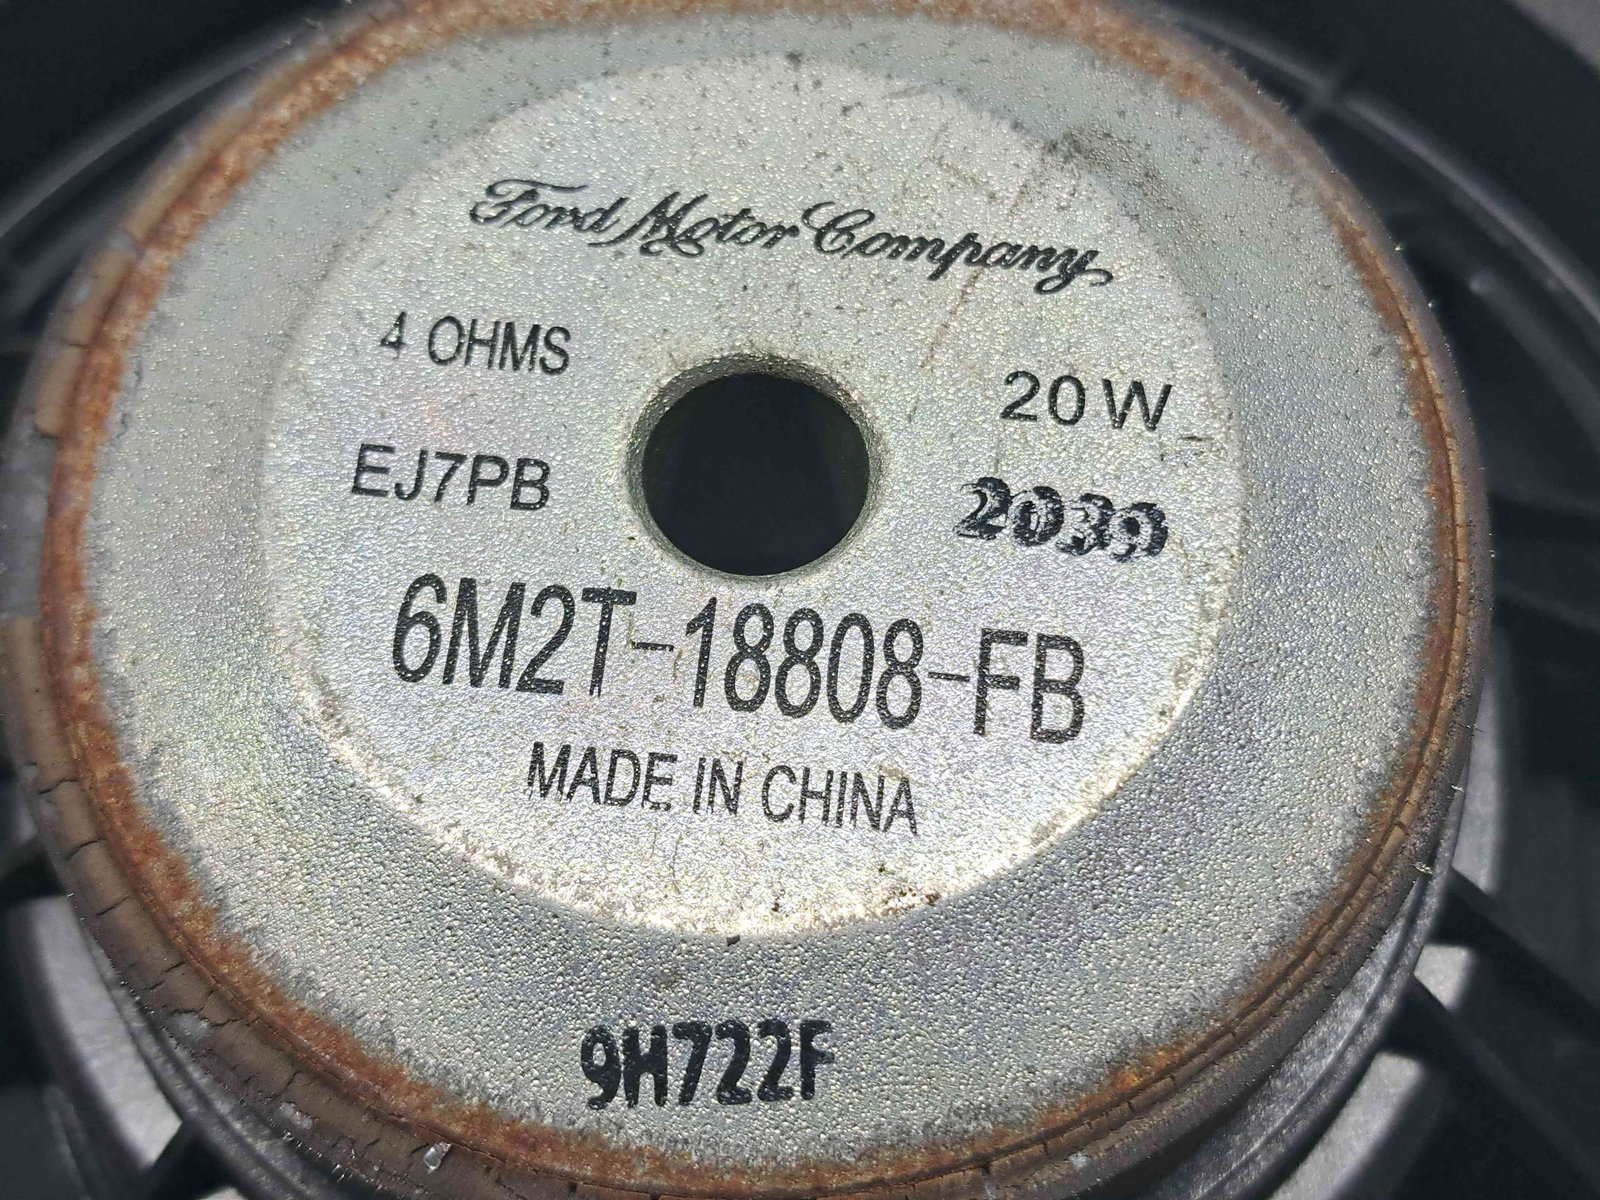 Ford Motor Company
4 OHMS
20 W
EJ7PB
2039
6M2T-18808-FB
MADE IN CHINA
9H722F